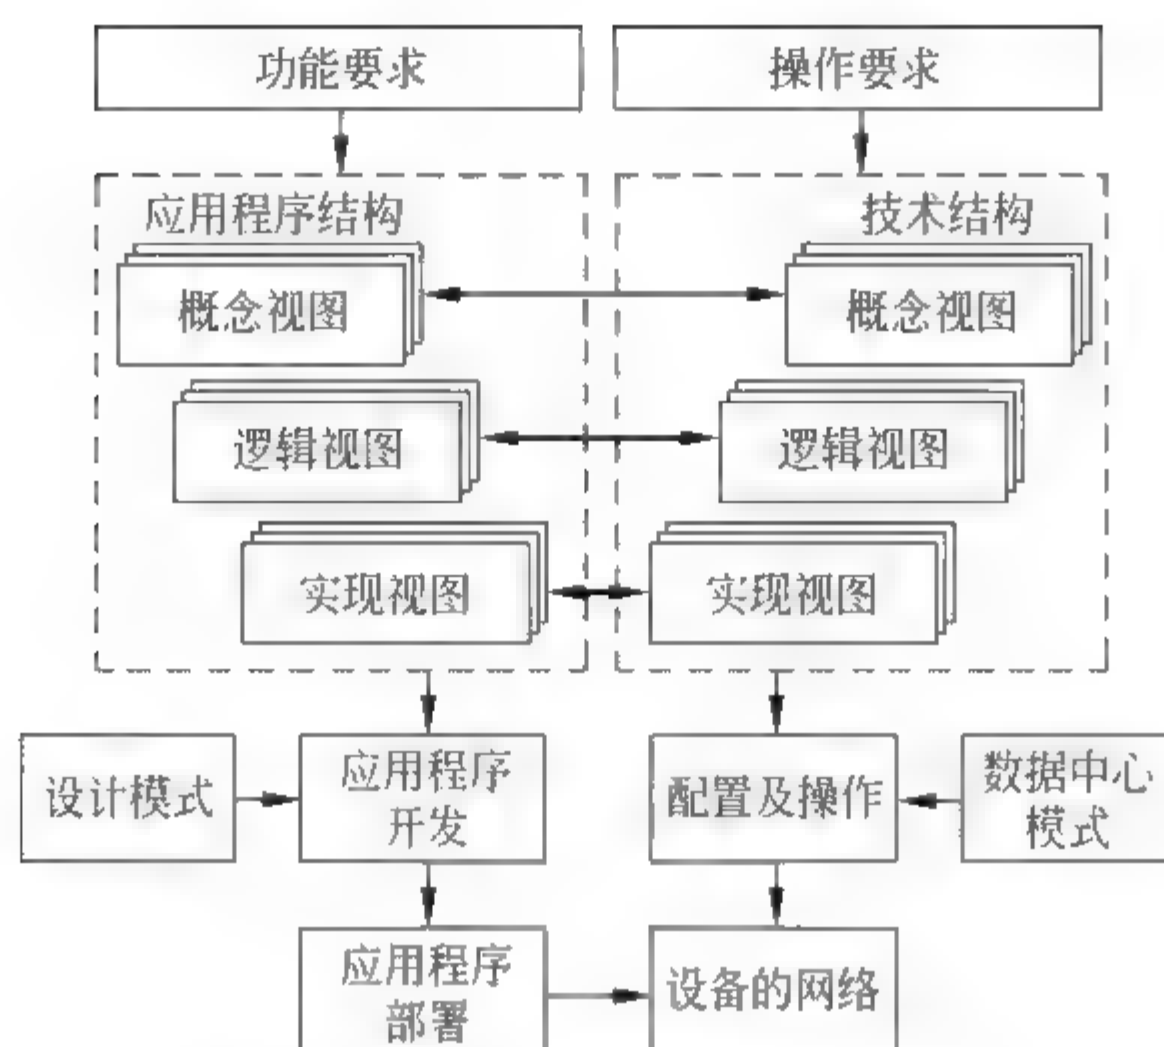 功能要求
操作要求
应用程序结构
技术结构
概念视图
概念视图
逻辑视图
逻辑视图
实现视图
实现视图
设计模式
应用程序
开发
配置及操作
数据中心
模式
应用程序
部署
设备的网络